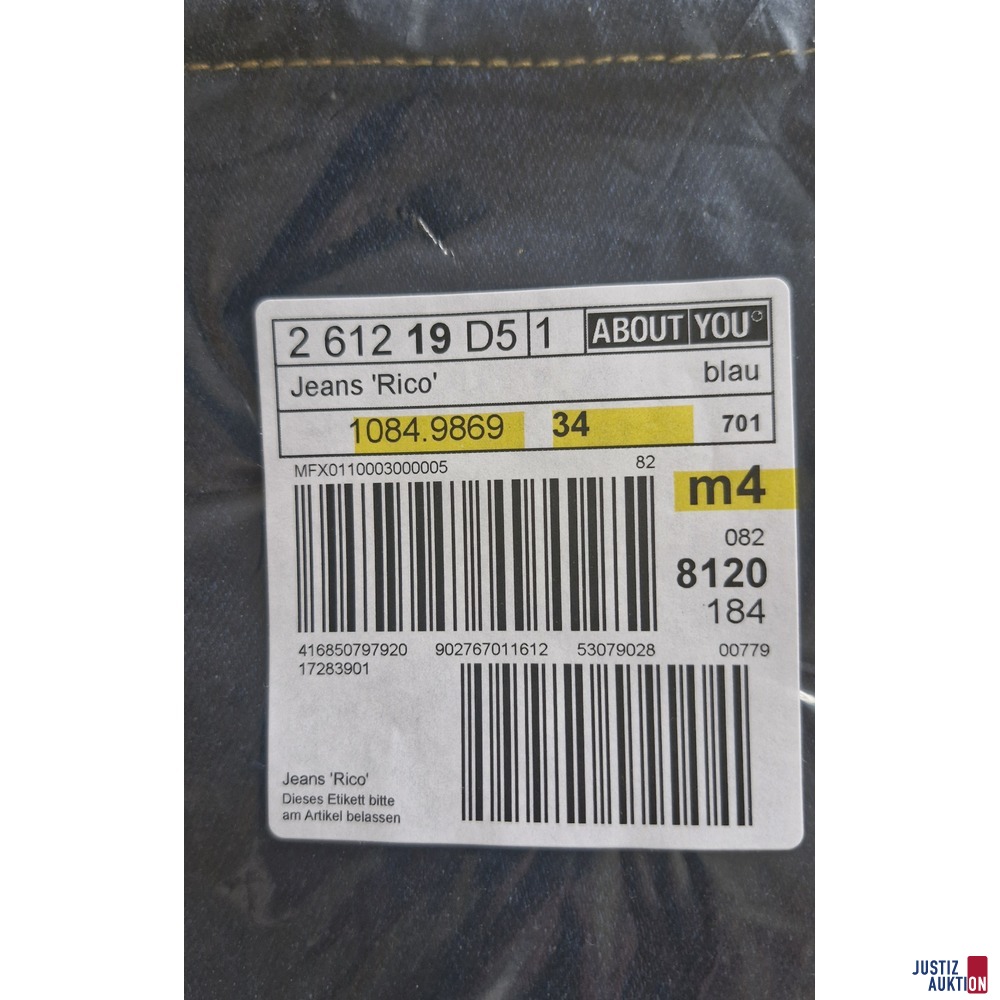 2 612 19 D5 1 ABOUT YOU
Jeans 'Rico' blau
1084.9869 34 701
MFX0110003000005 82
m4
082
8120
184
416850797920 902767011612 53079028 00779
17283901
Jeans 'Rico'
Dieses Etikett bitte
am Artikel belassen
JUSTIZ
AUKTION